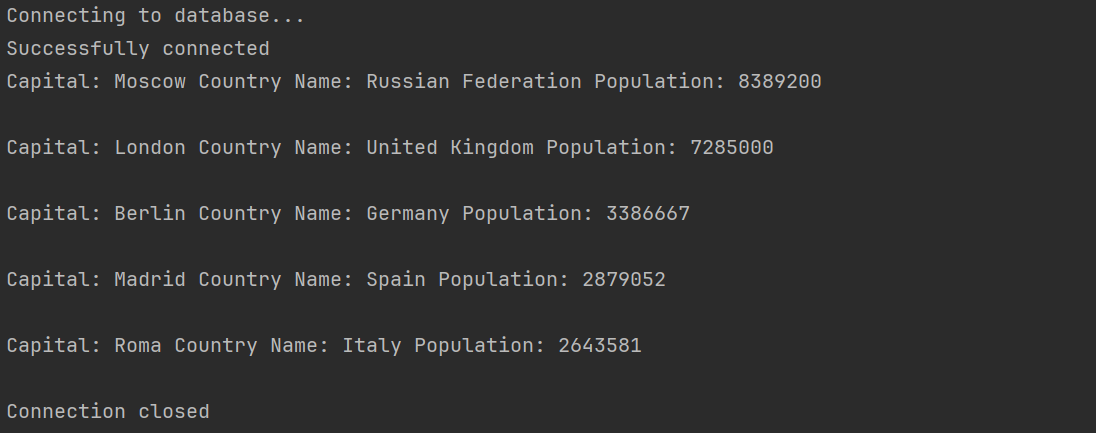 Connecting to database...
Successfully connected
Capital: Moscow Country Name: Russian Federation Population: 8389200
Capital: London Country Name: United Kingdom Population: 7285000
Capital: Berlin Country Name: Germany Population: 3386667
Capital: Madrid Country Name: Spain Population: 2879052
Capital: Roma Country Name: Italy Population: 2643581
Connection closed